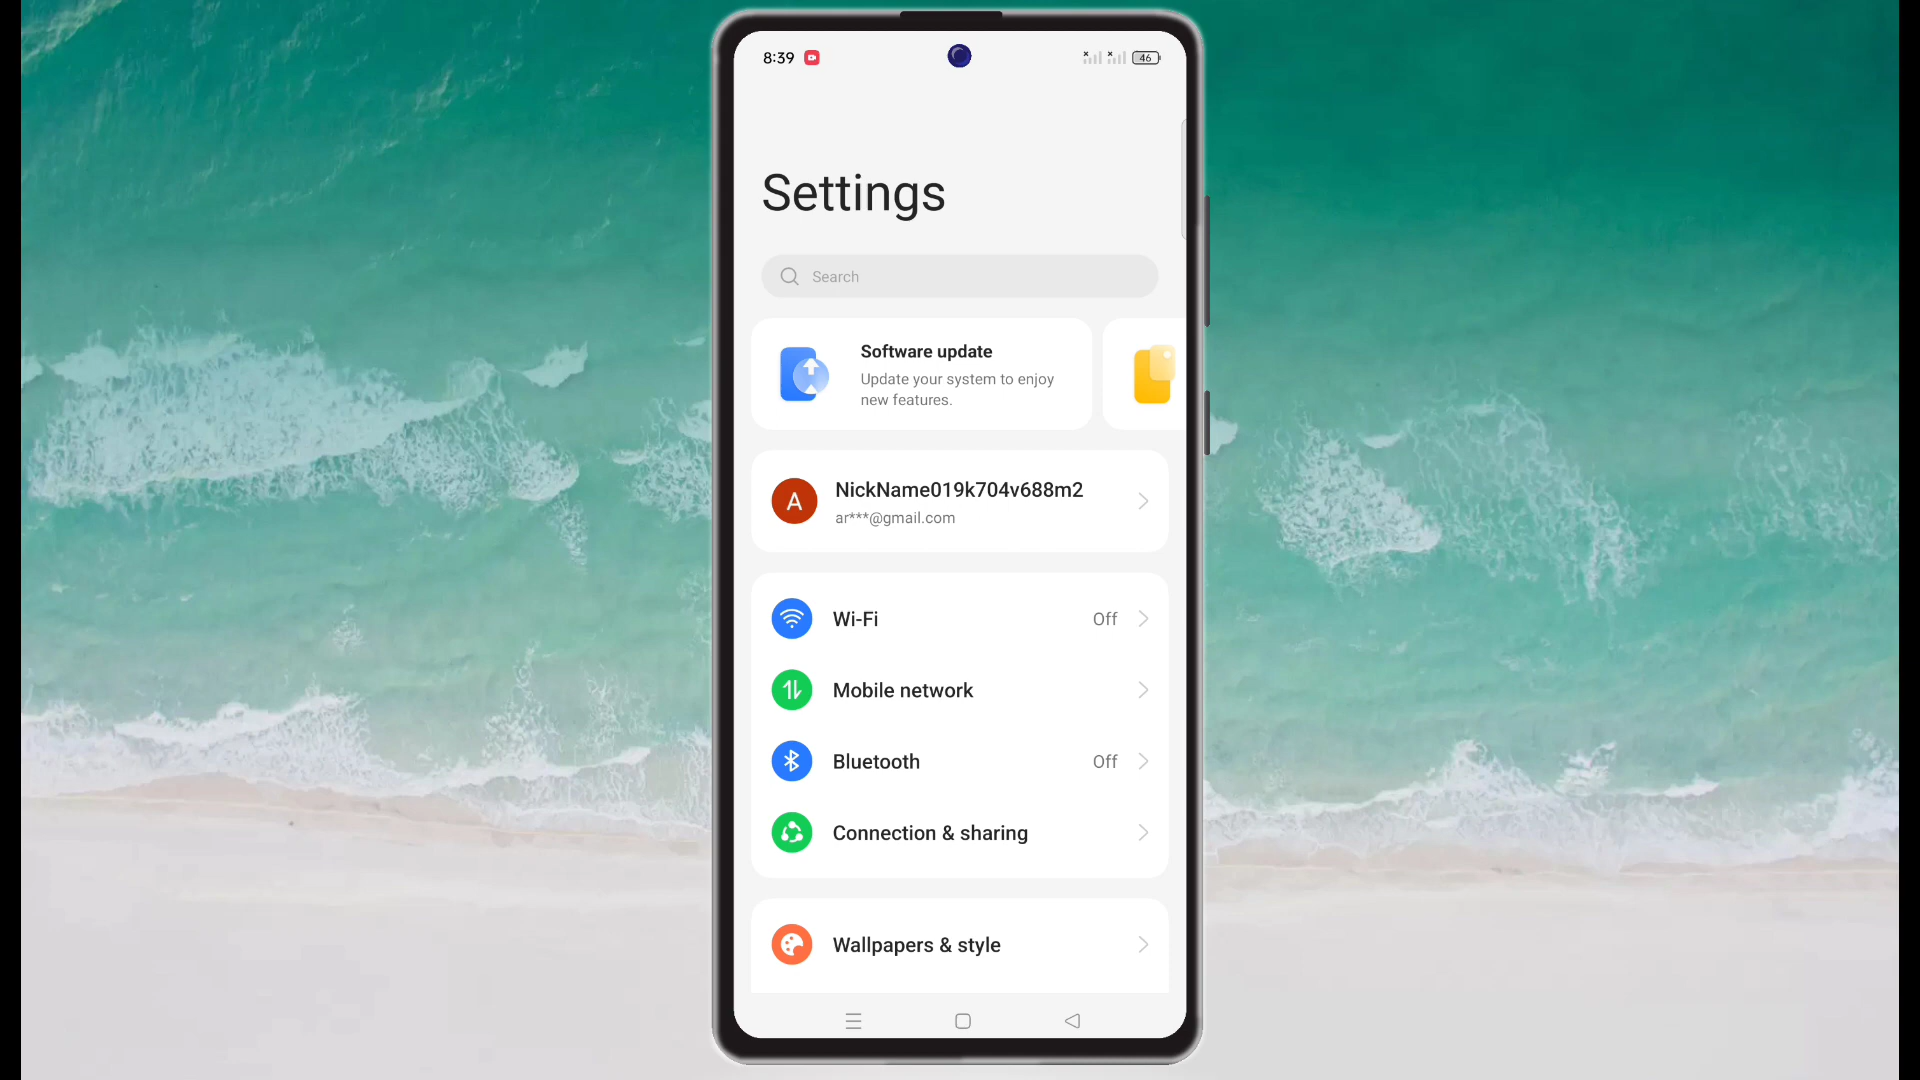 8:39
46
Settings
Search
Software update
Update your system to enjoy
new features.
A
NickName019k704v688m2
ar***@gmail.com
Wi-Fi Off
Mobile network
Bluetooth Off
Connection & sharing
Wallpapers & style